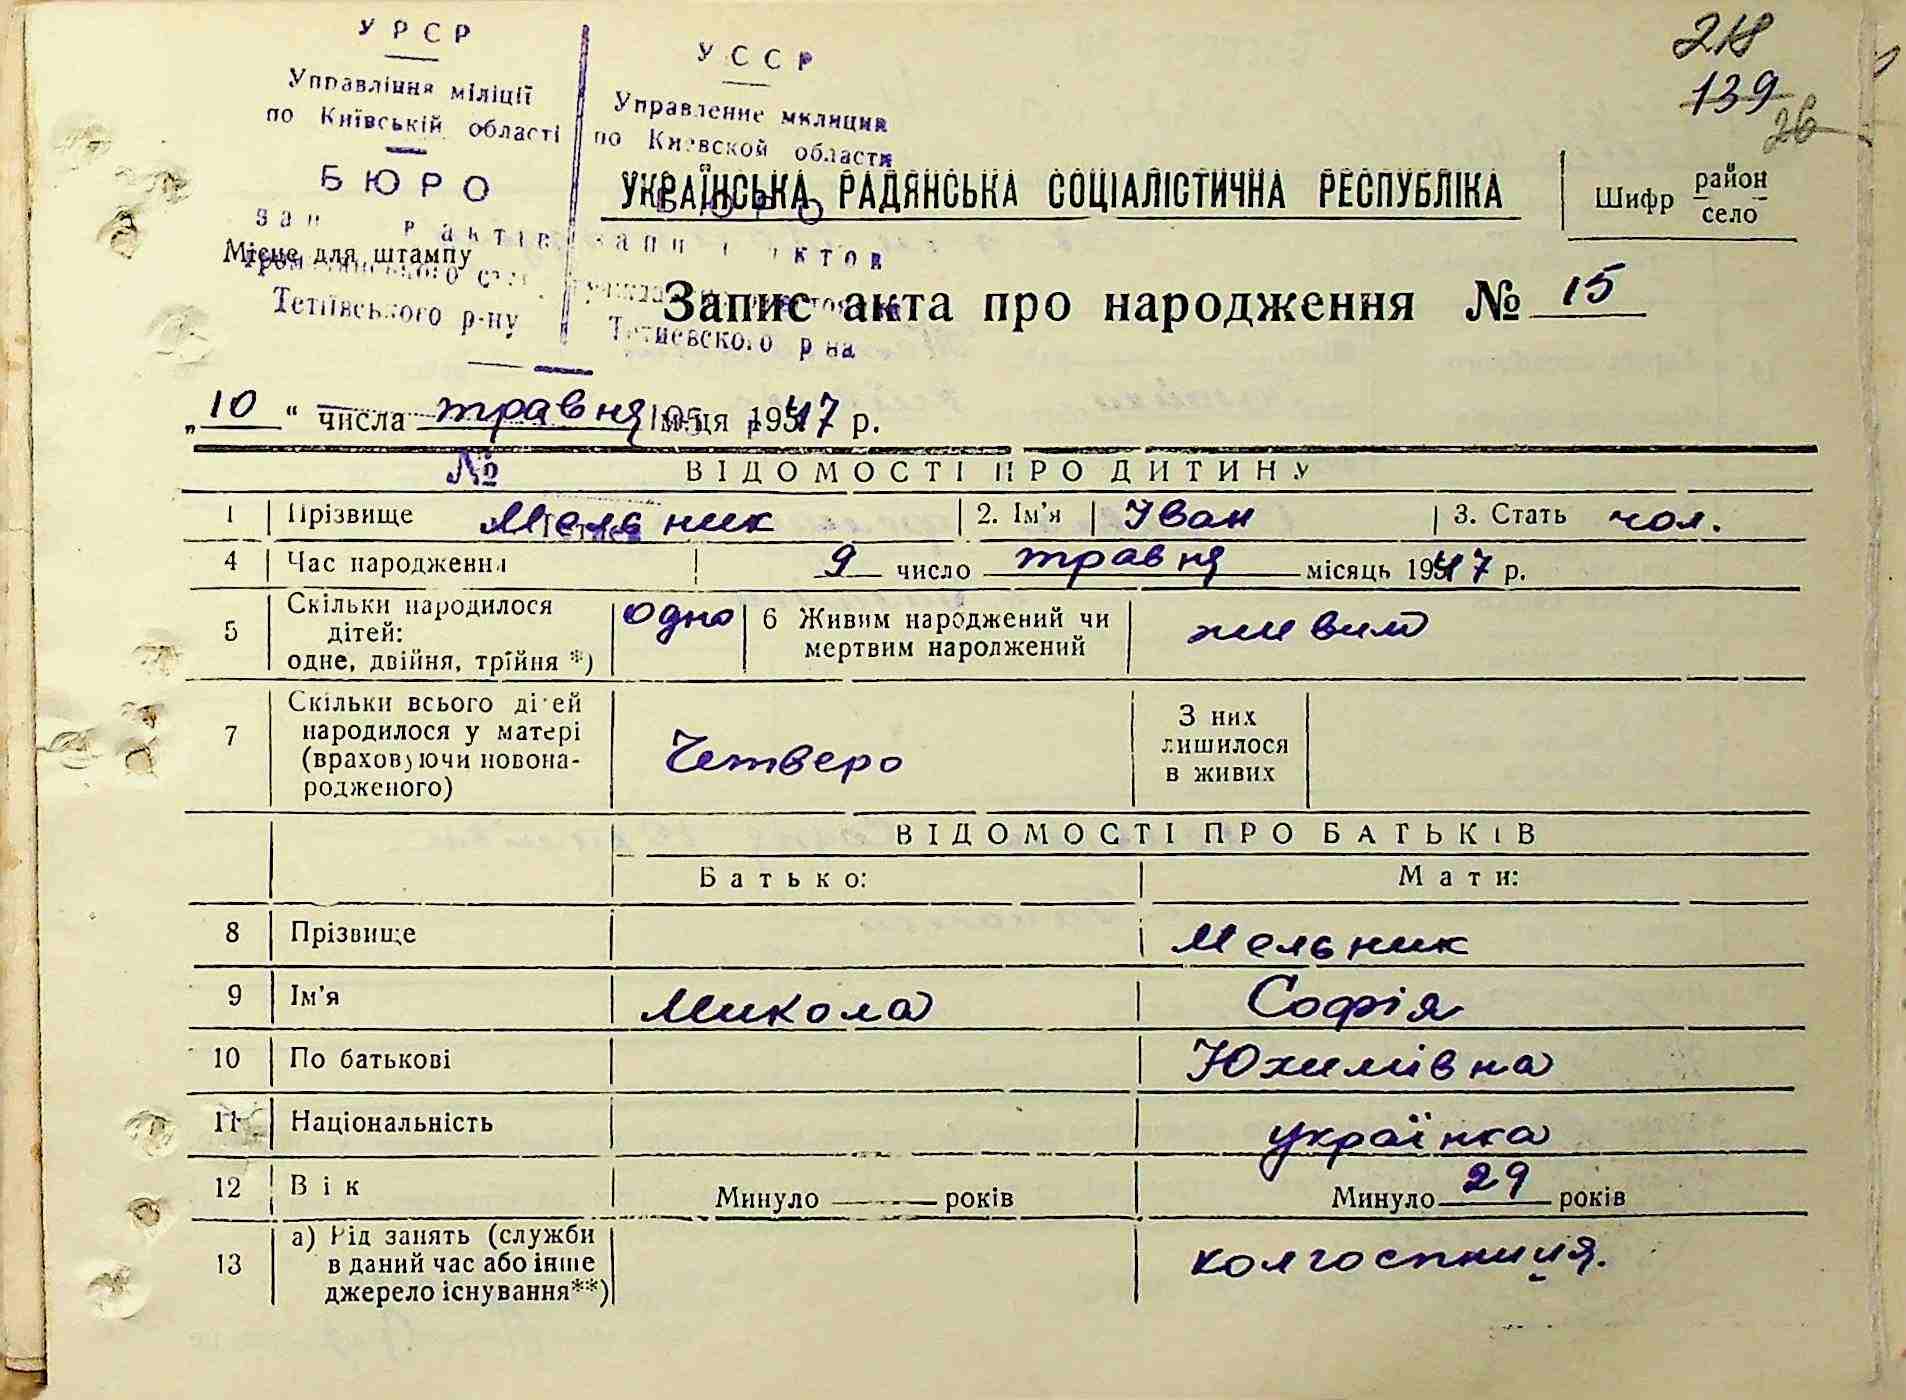 УРСР
Управління міліції
по Київській області
БЮРО
Тетіївського р-ну
УССР
Управление милиции
по Киевской области
БЮРО
Тетиевского р на
218
139
26
УКРАЇНСЬКА РАДЯНСЬКА СОЦІАЛІСТИЧНА РЕСПУБЛІКА
Шифр район
село
Місце для штампу
Запис акта про народження № 15
„10“ числа травня місяця 1947 р.
№
ВІДОМОСТІ ПРО ДИТИНУ
1 Прізвище Мельник 2. Ім'я Іван 3. Стать чол.
4 Час народження 9 число травня місяць 1947 р.
5 Скільки народилося дітей: одне, двійня, трійня *) одно 6 Живим народжений чи мертвим народжений живим
7 Скільки всього дітей народилося у матері (враховуючи новонародженого) Четверо З них лишилося в живих
ВІДОМОСТІ ПРО БАТЬКІВ
Батько: Мати:
8 Прізвище Мельник
9 Ім'я Микола Софія
10 По батькові Юхимівна
11 Національність українка
12 Вік Минуло років Минуло 29 років
13 а) Рід занять (служби в даний час або інше джерело існування**) колгоспниця.